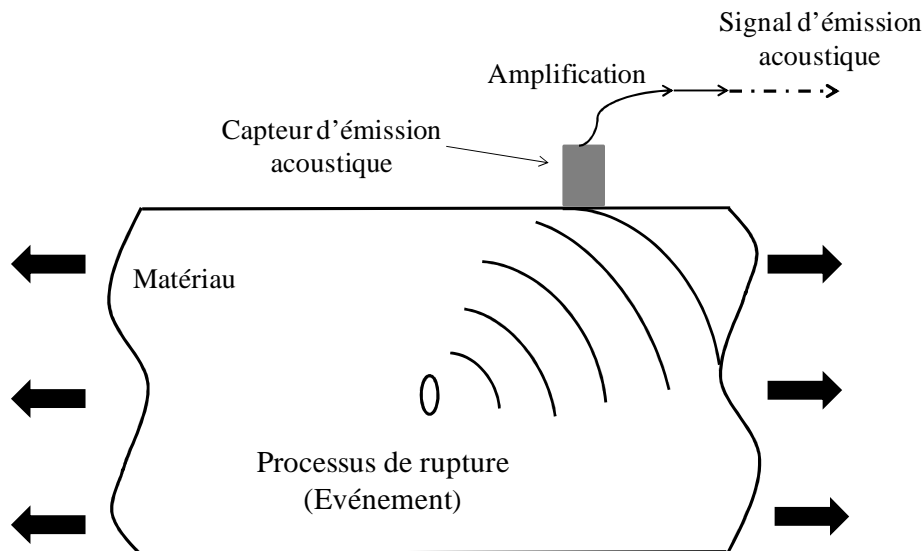 Signal d’émission
acoustique
Amplification
Capteur d’émission
acoustique
Matériau
Processus de rupture
(Evénement)